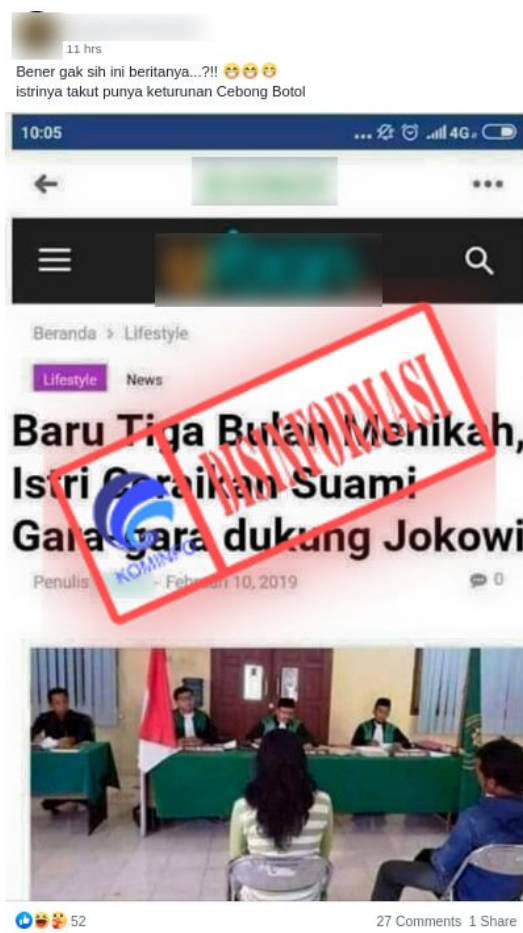 11 hrs
Bener gak sih ini beritanya...?!! 😁😁😁
istrinya takut punya keturunan Cebong Botol
10:05
4G
Beranda > Lifestyle
Lifestyle News
Baru Tiga Bulan Menikah,
Istri Ceraikan Suami
Gara-gara dukung Jokowi
DISINFORMASI
KOMINFO
Penulis - Februari 10, 2019
0
52
27 Comments 1 Share